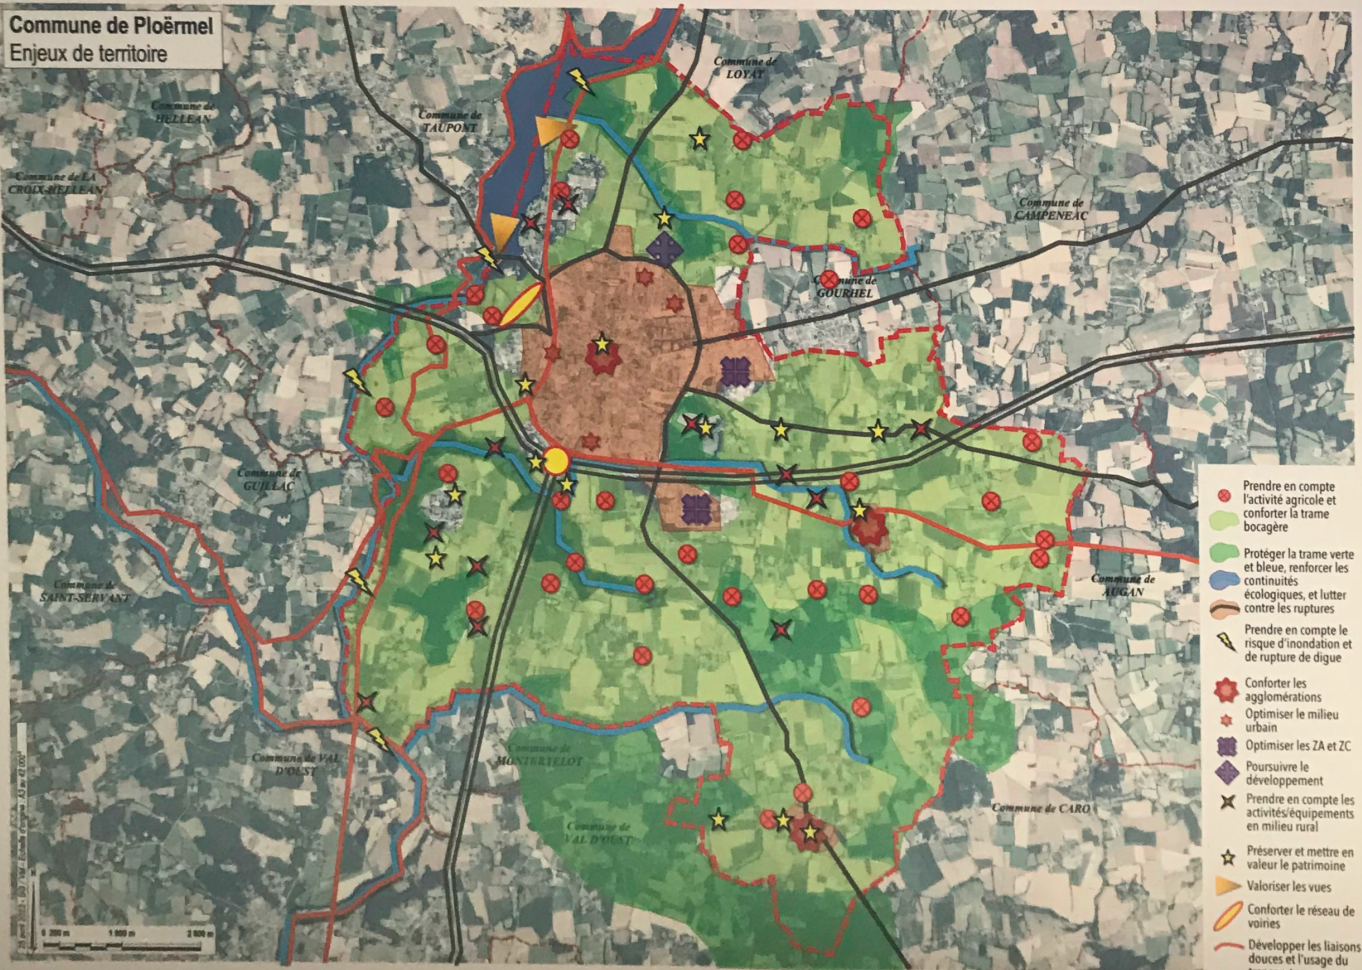 Commune de Ploërmel
Enjeux de territoire
Commune de
LOYAT
Commune de
HELLEAN
Commune de
TAUPONT
Commune de LA
CROIX-HELLEAN
Commune de
CAMPENEAC
Commune de
GOURHEL
Commune de
GUILLAC
Commune de
SAINT-SERVANT
Commune de
AUGAN
Commune de VAL
D'OUST
Commune de
MONTERTELOT
Commune de
VAL D'OUST
Commune de CARO
Prendre en compte
l'activité agricole et
conforter la trame
bocagère
Protéger la trame verte
et bleue, renforcer les
continuités
écologiques, et lutter
contre les ruptures
Prendre en compte le
risque d'inondation et
de rupture de digue
Conforter les
agglomérations
Optimiser le milieu
urbain
Optimiser les ZA et ZC
Poursuivre le
développement
Prendre en compte les
activités/équipements
en milieu rural
Préserver et mettre en
valeur le patrimoine
Valoriser les vues
Conforter le réseau de
voiries
Développer les liaisons
douces et l'usage du